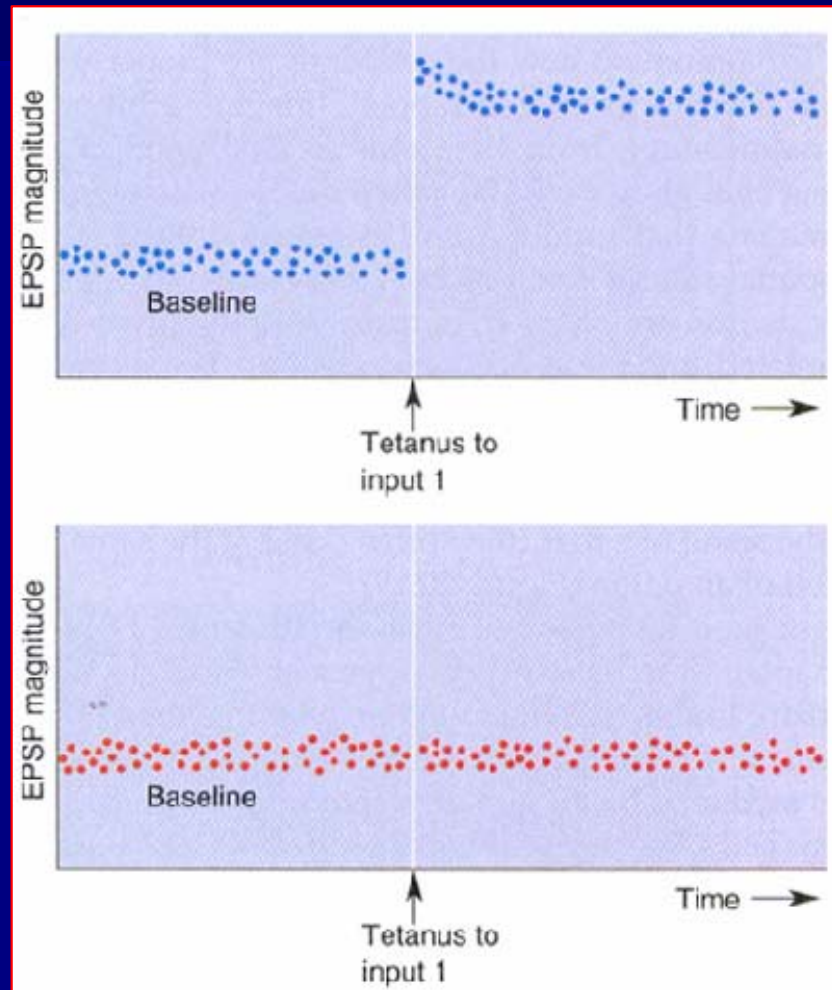 EPSP magnitude
Baseline
Time
Tetanus to
input 1
EPSP magnitude
Baseline
Time
Tetanus to
input 1